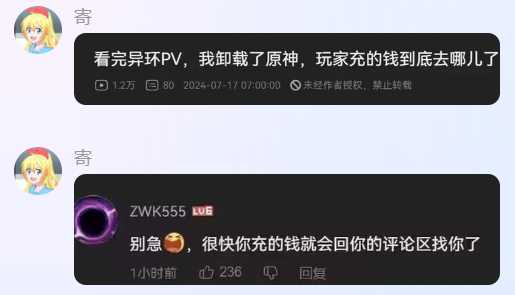 寄
看完异环PV，我卸载了原神，玩家充的钱到底去哪儿了
1.2万 80 2024-07-17 07:00:00 未经作者授权，禁止转载
寄
ZWK555 LV6
别急，很快你充的钱就会回你的评论区找你了
1小时前 236 回复